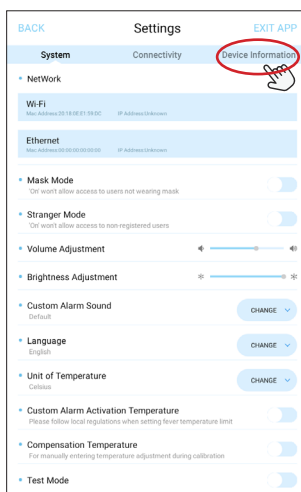 BACK Settings EXIT APP
System Connectivity Device Information
NetWork
Wi-Fi
Mac Address:20:18:0E:01:59:0C IP Address:Unknown
Ethernet
Mac Address:00:00:00:00:00:00 IP Address:Unknown
Mask Mode
'On' won't allow access to users not wearing mask
Stranger Mode
'On' won't allow access to non-registered users
Volume Adjustment
Brightness Adjustment
Custom Alarm Sound
Default
CHANGE
Language
English
CHANGE
Unit of Temperature
Celsius
CHANGE
Custom Alarm Activation Temperature
Please follow local regulations when setting fever temperature limit
Compensation Temperature
For manually entering temperature adjustment during calibration
Test Mode